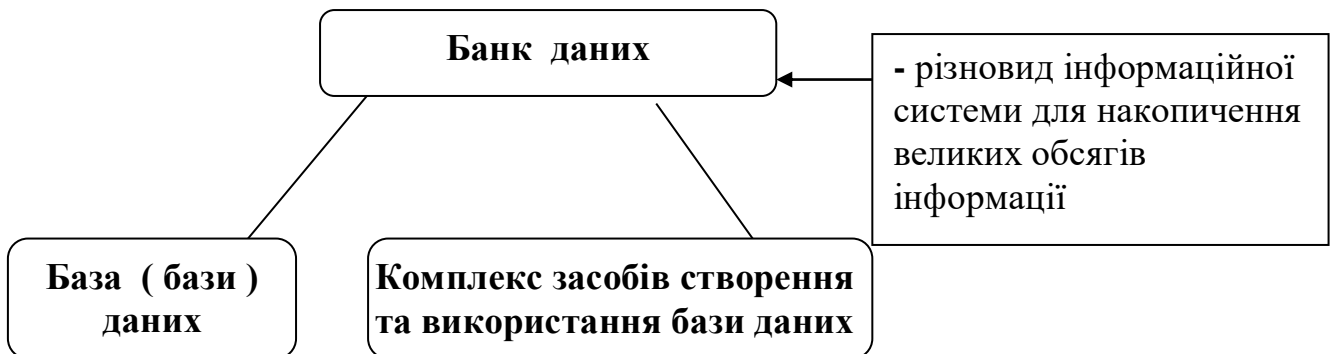 Банк даних
- різновид інформаційної
системи для накопичення
великих обсягів
інформації
База ( бази )
даних
Комплекс засобів створення
та використання бази даних